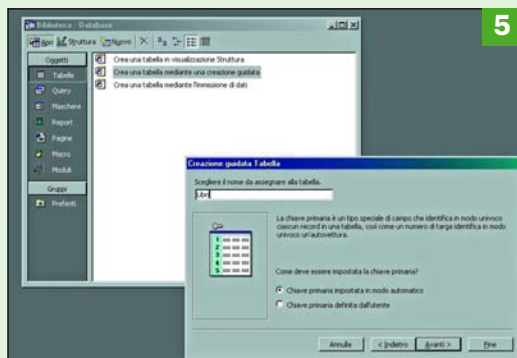 5
Biblioteca : Database
Apri Struttura Nuovo
Oggetti
Tabelle
Query
Maschere
Report
Pagine
Macro
Moduli
Gruppi
Preferiti
Crea una tabella in visualizzazione Struttura
Crea una tabella mediante una creazione guidata
Crea una tabella mediante l'immissione di dati
Creazione guidata Tabella
Scegliere il nome da assegnare alla tabella.
Libri
La chiave primaria è un tipo speciale di campo che identifica in modo univoco
ciascun record in una tabella, così come un numero di targa identifica in modo
univoco un'autovettura.
1
2
3
4
5
Come deve essere impostata la chiave primaria?
Chiave primaria impostata in modo automatico
Chiave primaria definita dall'utente
Annulla < Indietro Avanti > Fine